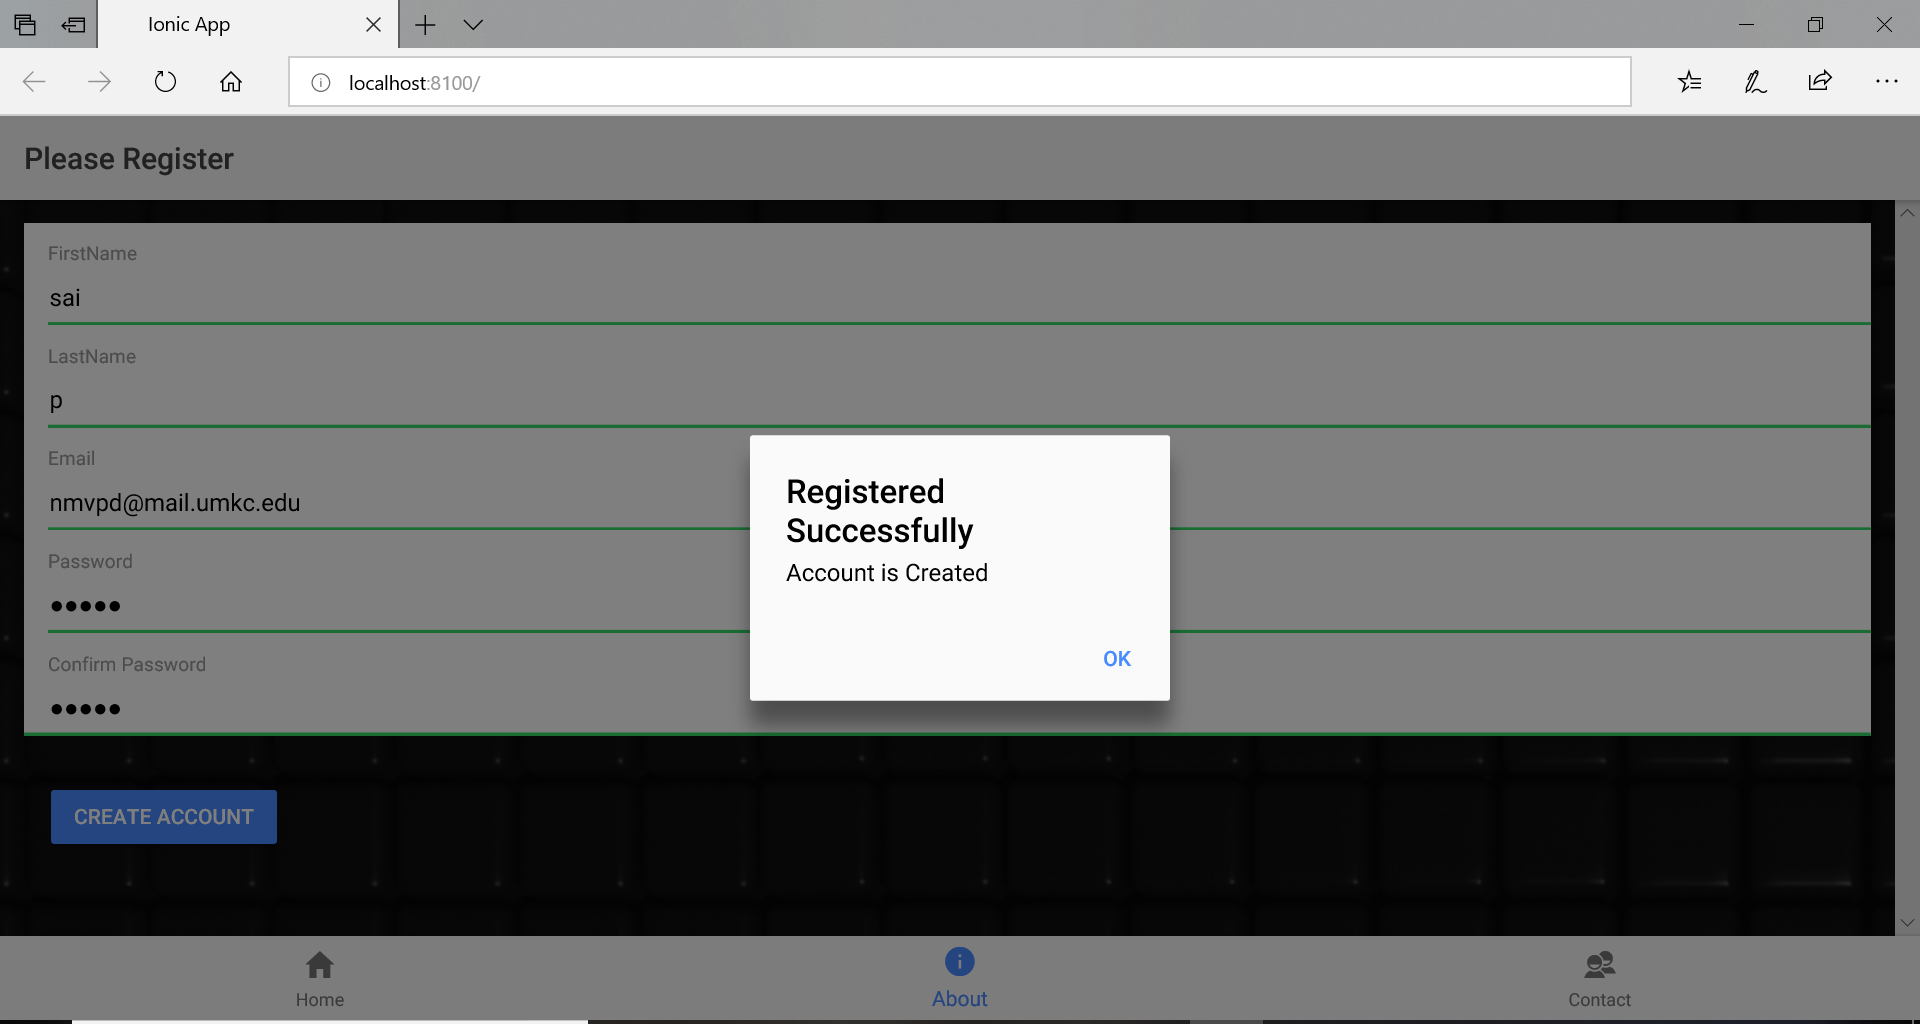 Ionic App
localhost:8100/
Please Register
FirstName
sai
LastName
p
Email
nmvpd@mail.umkc.edu
Password
•••••
Confirm Password
•••••
Registered
Successfully
Account is Created
OK
CREATE ACCOUNT
Home
About
Contact